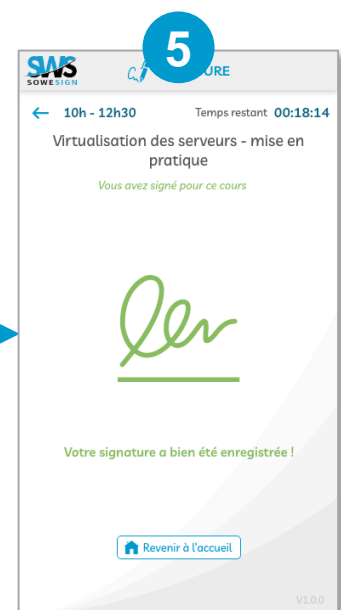 5
SWS
SOWESIGN
URE
10h - 12h30
Temps restant 00:18:14
Virtualisation des serveurs - mise en
pratique
Vous avez signé pour ce cours
Votre signature a bien été enregistrée !
Revenir à l'accueil
V1.0.0